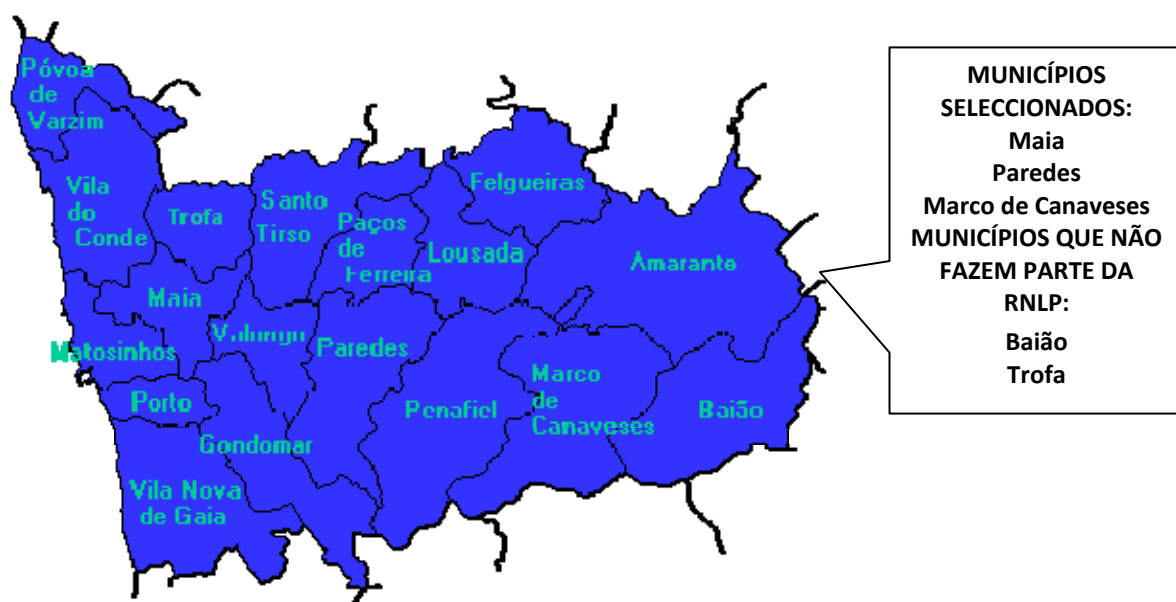 Póvoa
de
Varzim
Vila
do
Conde
Trofa
Santo
Tirso
Paços
de
Ferreira
Felgueiras
Lousada
Amarante
Maia
Matosinhos
Valongo
Paredes
Porto
Gondomar
Penafiel
Marco
de
Canaveses
Baião
Vila Nova
de Gaia
MUNICÍPIOS
SELECCIONADOS:
Maia
Paredes
Marco de Canaveses
MUNICÍPIOS QUE NÃO
FAZEM PARTE DA
RNLP:
Baião
Trofa